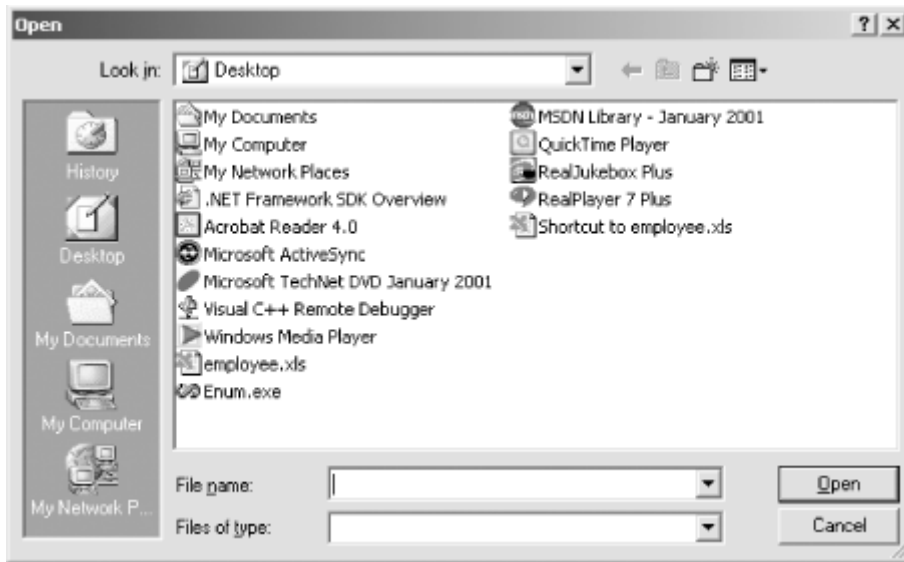 Open
Look in: Desktop
History
Desktop
My Documents
My Computer
My Network P...
My Documents
My Computer
My Network Places
.NET Framework SDK Overview
Acrobat Reader 4.0
Microsoft ActiveSync
Microsoft TechNet DVD January 2001
Visual C++ Remote Debugger
Windows Media Player
employee.xls
Enum.exe
MSDN Library - January 2001
QuickTime Player
RealJukebox Plus
RealPlayer 7 Plus
Shortcut to employee.xls
File name:
Open
Files of type:
Cancel